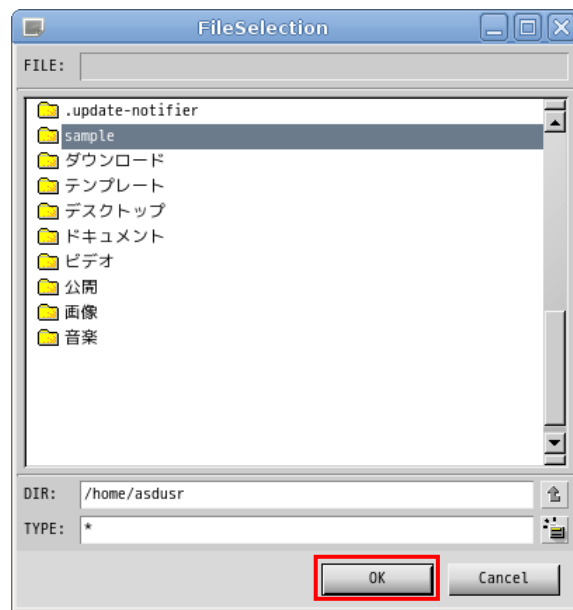 FileSelection
FILE:
.update-notifier
sample
ダウンロード
テンプレート
デスクトップ
ドキュメント
ビデオ
公開
画像
音楽
DIR: /home/asdusr
TYPE: *
OK Cancel